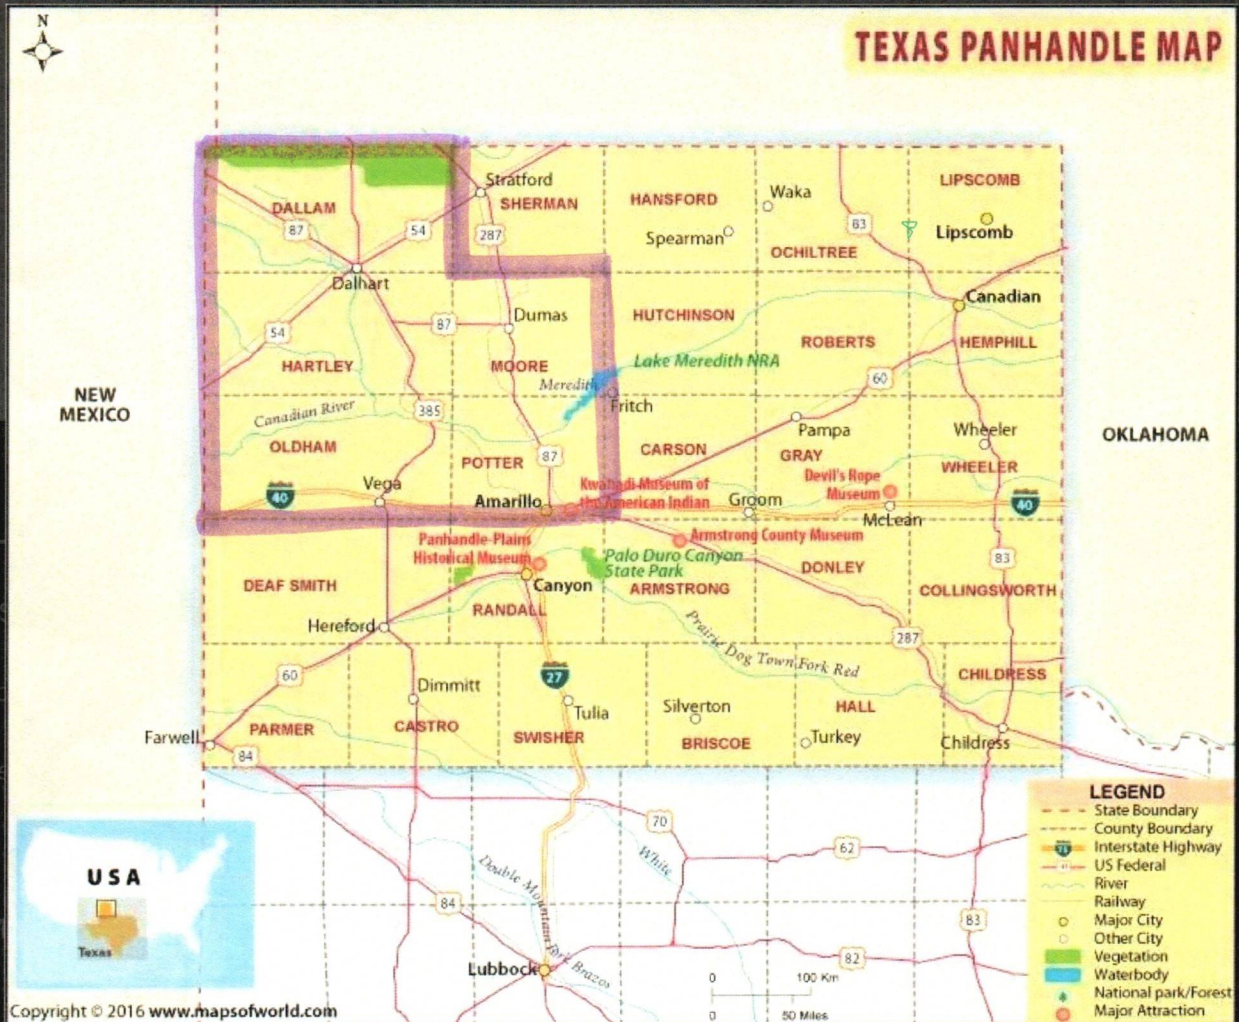 N
TEXAS PANHANDLE MAP
Stratford
SHERMAN
HANSFORD
Waka
LIPSCOMB
DALLAM
87
54
287
Spearman
83
Lipscomb
OCHILTREE
Dalhart
Canadian
54
87
Dumas
HUTCHINSON
ROBERTS
HEMPHILL
HARTLEY
MOORE
Lake Meredith NRA
60
NEW
MEXICO
Meredith
Fritch
Canadian River
385
Pampa
Wheeler
OKLAHOMA
OLDHAM
POTTER
87
CARSON
GRAY
WHEELER
40
Vega
Amarillo
Kwahadi Museum of
the American Indian
Groom
Devil's Rope
Museum
McLean
40
Panhandle-Plains
Historical Museum
Armstrong County Museum
Palo Duro Canyon
State Park
83
DEAF SMITH
Canyon
ARMSTRONG
DONLEY
COLLINGSWORTH
RANDALL
Hereford
Prairie Dog Town Fork Red
287
60
27
CHILDRESS
Dimmitt
Tulia
Silverton
HALL
Farwell
PARMER
CASTRO
SWISHER
BRISCOE
Turkey
Childress
84
LEGEND
State Boundary
County Boundary
Interstate Highway
US Federal
River
Railway
Major City
Other City
Vegetation
Waterbody
National park/Forest
Major Attraction
70
62
USA
Texas
Double Mountain Fork Brazos
White
84
83
82
Lubbock
0 100 Km
0 50 Miles
Copyright © 2016 www.mapsofworld.com